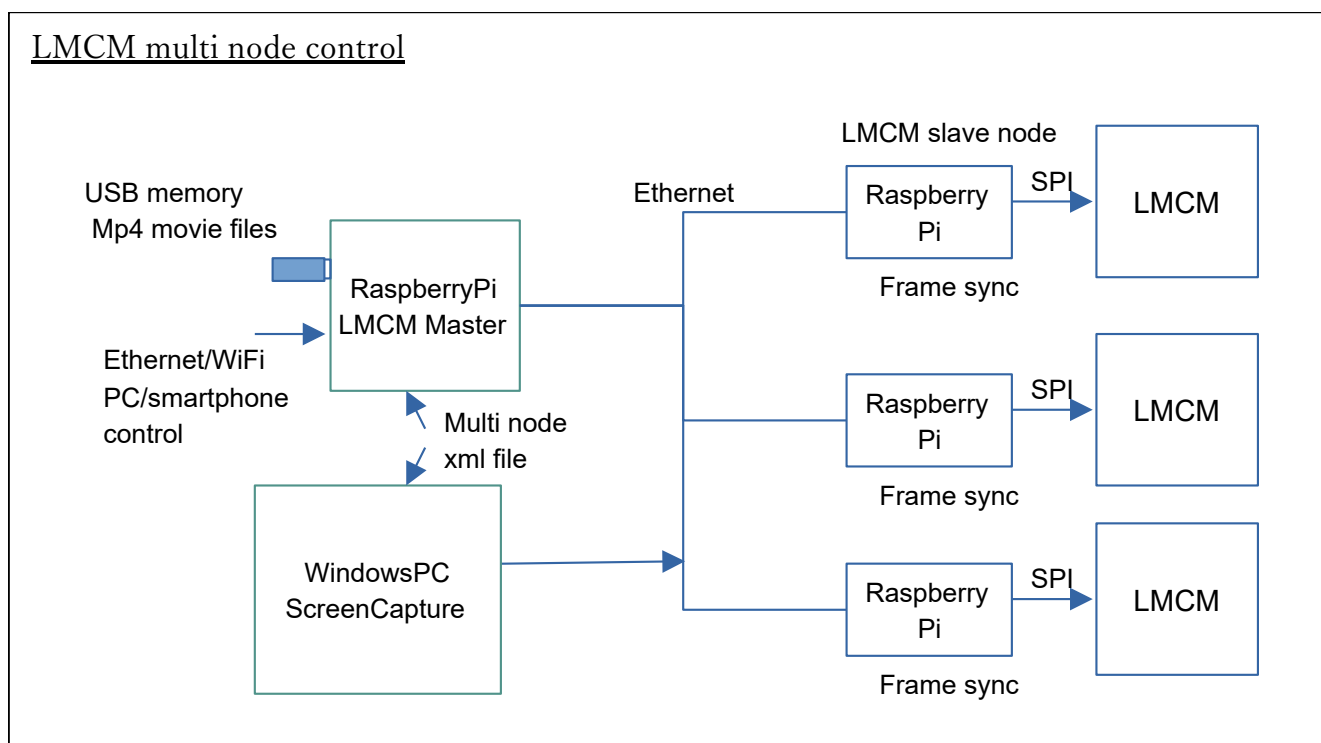 LMCM multi node control
USB memory
Mp4 movie files
RaspberryPi
LMCM Master
Ethernet/WiFi
PC/smartphone
control
Multi node
xml file
WindowsPC
ScreenCapture
Ethernet
LMCM slave node
Raspberry
Pi
SPI
LMCM
Frame sync
Raspberry
Pi
SPI
LMCM
Frame sync
Raspberry
Pi
SPI
LMCM
Frame sync